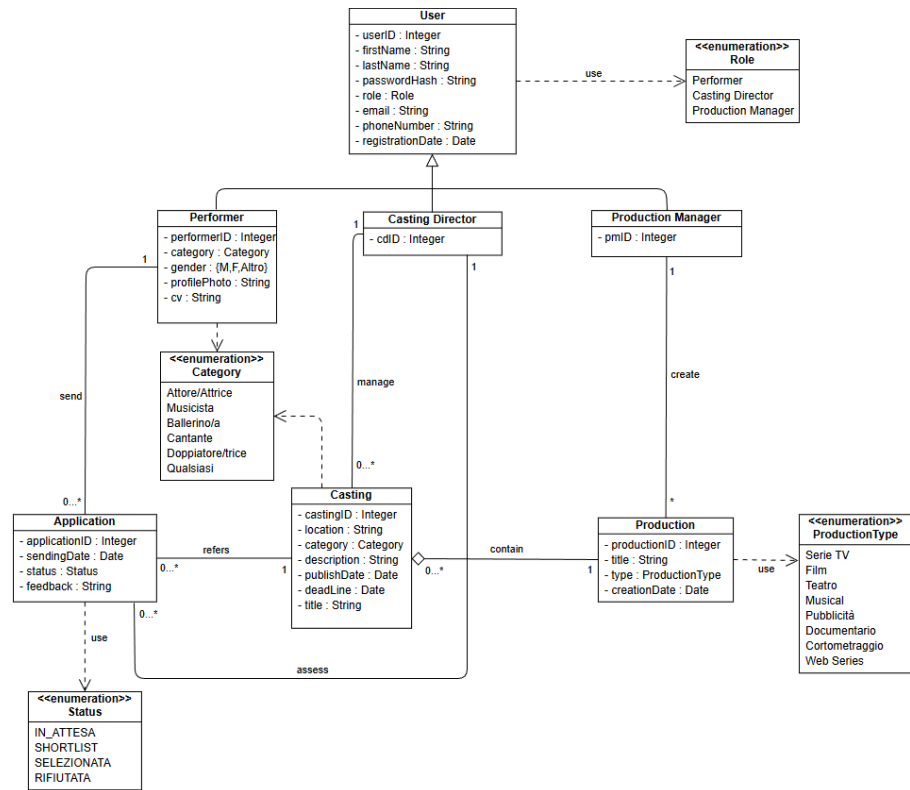 User
- userID : Integer
- firstName : String
- lastName : String
- passwordHash : String
- role : Role
- email : String
- phoneNumber : String
- registrationDate : Date
use
<<enumeration>>
Role
Performer
Casting Director
Production Manager
Performer
- performerID : Integer
- category : Category
- gender : {M,F,Altro}
- profilePhoto : String
- cv : String
1
Casting Director
- cdID : Integer
1
1
Production Manager
- pmID : Integer
1
<<enumeration>>
Category
Attore/Attrice
Musicista
Ballerino/a
Cantante
Doppiatore/trice
Qualsiasi
send
manage
create
0...*
0...*
*
Application
- applicationID : Integer
- sendingDate : Date
- status : Status
- feedback : String
refers
0...*
1
Casting
- castingID : Integer
- location : String
- category : Category
- description : String
- publishDate : Date
- deadLine : Date
- title : String
contain
0...*
1
Production
- productionID : Integer
- title : String
- type : ProductionType
- creationDate : Date
use
<<enumeration>>
ProductionType
Serie TV
Film
Teatro
Musical
Pubblicità
Documentario
Cortometraggio
Web Series
0...*
use
assess
<<enumeration>>
Status
IN_ATTESA
SHORTLIST
SELEZIONATA
RIFIUTATA